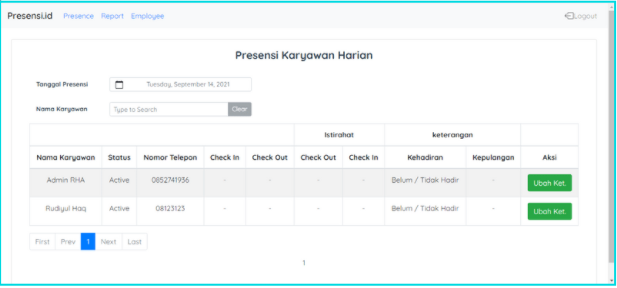 Presensi.id Presence Report Employee Logout
Presensi Karyawan Harian
Tanggal Presensi Tuesday, September 14, 2021
Nama Karyawan Type to Search Clear
Istirahat keterangan
Nama Karyawan Status Nomor Telepon Check In Check Out Check Out Check In Kehadiran Kepulangan Aksi
Admin RHA Active 0852741936 - - - - Belum / Tidak Hadir - Ubah Ket.
Rudiyul Haq Active 08123123 - - - - Belum / Tidak Hadir - Ubah Ket.
First Prev 1 Next Last
1